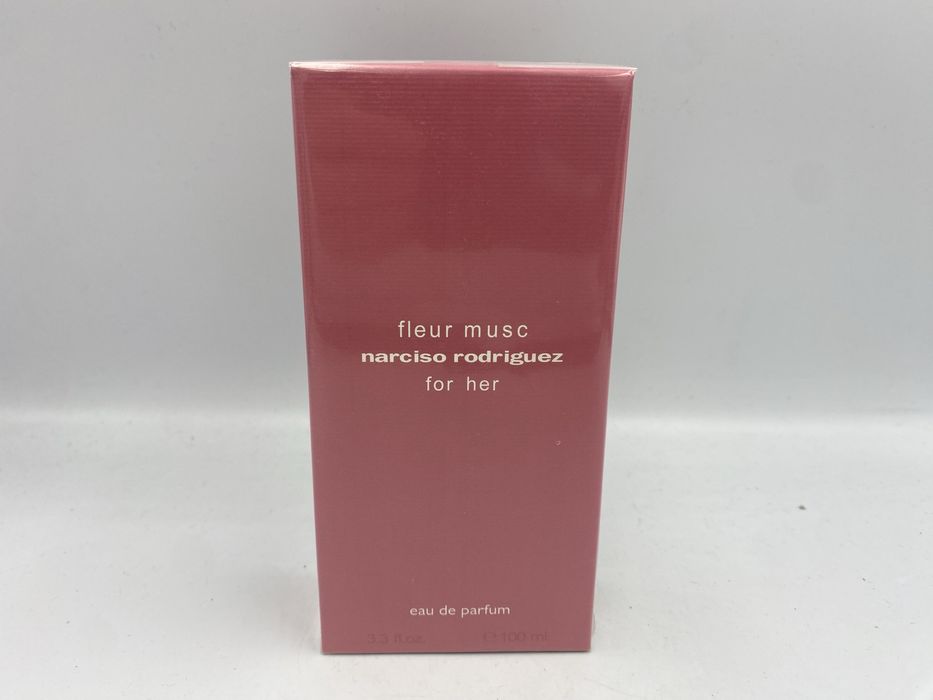 fleur musc
narciso rodriguez
for her
eau de parfum
3.3 fl.oz. ℮100 ml